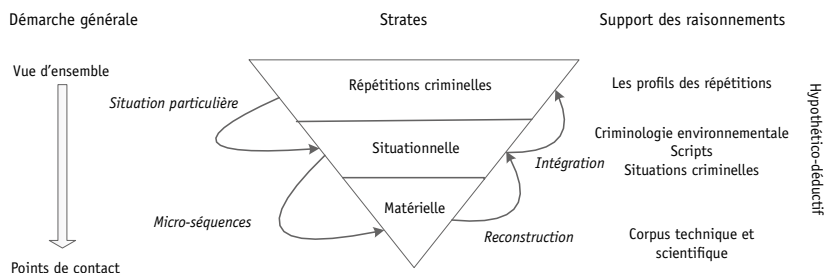 Démarche générale
Strates
Support des raisonnements
Vue d'ensemble
Situation particulière
Répétitions criminelles
Les profils des répétitions
Situationnelle
Intégration
Criminologie environnementale
Scripts
Situations criminelles
Micro-séquences
Matérielle
Reconstruction
Corpus technique et
scientifique
Points de contact
Hypothético-déductif